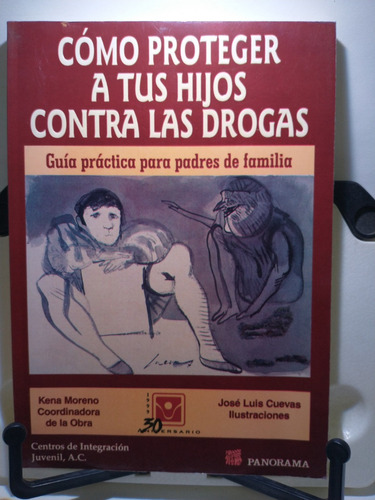 CÓMO PROTEGER
A TUS HIJOS
CONTRA LAS DROGAS
Guía práctica para padres de familia
Kena Moreno
Coordinadora
de la Obra
30
ANIVERSARIO
José Luis Cuevas
Ilustraciones
Centros de Integración
Juvenil, A.C.
PANORAMA